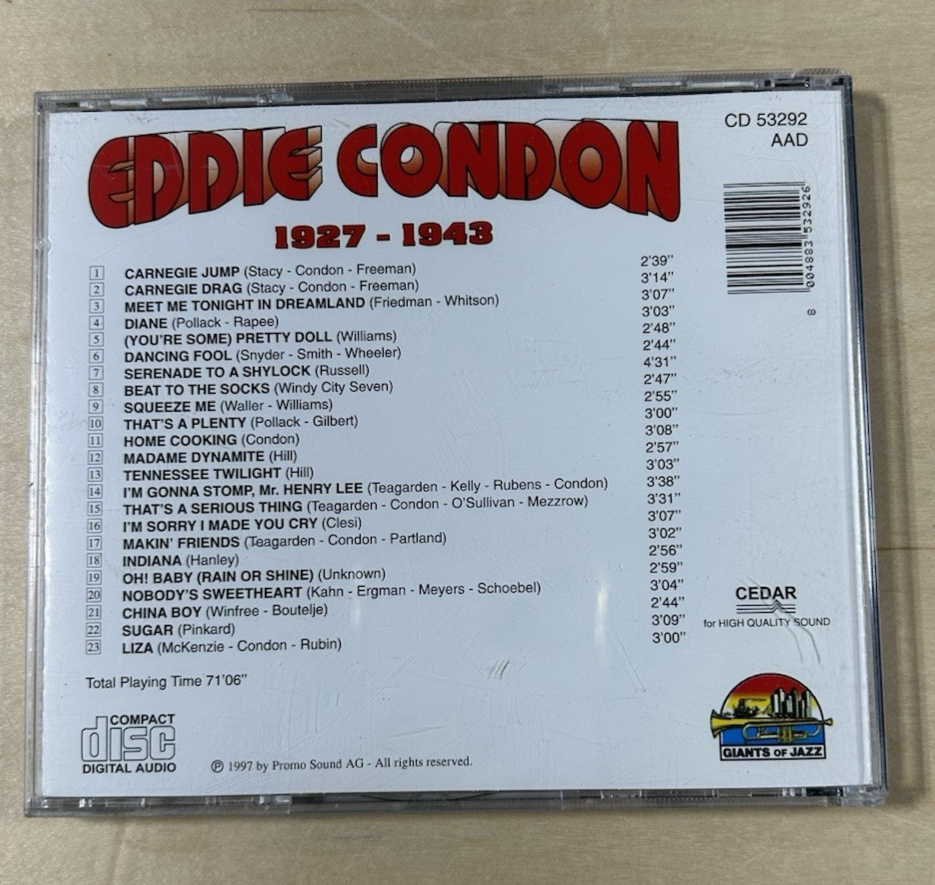 EDDIE CONDON
1927 - 1943
CD 53292
AAD
004883 532926
8
1 CARNEGIE JUMP (Stacy - Condon - Freeman) 2'39"
2 CARNEGIE DRAG (Stacy - Condon - Freeman) 3'14"
3 MEET ME TONIGHT IN DREAMLAND (Friedman - Whitson) 3'07"
4 DIANE (Pollack - Rapee) 3'03"
5 (YOU'RE SOME) PRETTY DOLL (Williams) 2'48"
6 DANCING FOOL (Snyder - Smith - Wheeler) 2'44"
7 SERENADE TO A SHYLOCK (Russell) 4'31"
8 BEAT TO THE SOCKS (Windy City Seven) 2'47"
9 SQUEEZE ME (Waller - Williams) 2'55"
10 THAT'S A PLENTY (Pollack - Gilbert) 3'00"
11 HOME COOKING (Condon) 3'08"
12 MADAME DYNAMITE (Hill) 2'57"
13 TENNESSEE TWILIGHT (Hill) 3'03"
14 I'M GONNA STOMP, Mr. HENRY LEE (Teagarden - Kelly - Rubens - Condon) 3'38"
15 THAT'S A SERIOUS THING (Teagarden - Condon - O'Sullivan - Mezzrow) 3'31"
16 I'M SORRY I MADE YOU CRY (Clesi) 3'07"
17 MAKIN' FRIENDS (Teagarden - Condon - Partland) 3'02"
18 INDIANA (Hanley) 2'56"
19 OH! BABY (RAIN OR SHINE) (Unknown) 2'59"
20 NOBODY'S SWEETHEART (Kahn - Ergman - Meyers - Schoebel) 3'04"
21 CHINA BOY (Winfree - Boutelje) 2'44"
22 SUGAR (Pinkard) 3'09"
23 LIZA (McKenzie - Condon - Rubin) 3'00"
CEDAR
for HIGH QUALITY SOUND
Total Playing Time 71'06"
COMPACT
disc
DIGITAL AUDIO
℗ 1997 by Promo Sound AG - All rights reserved.
GIANTS OF JAZZ